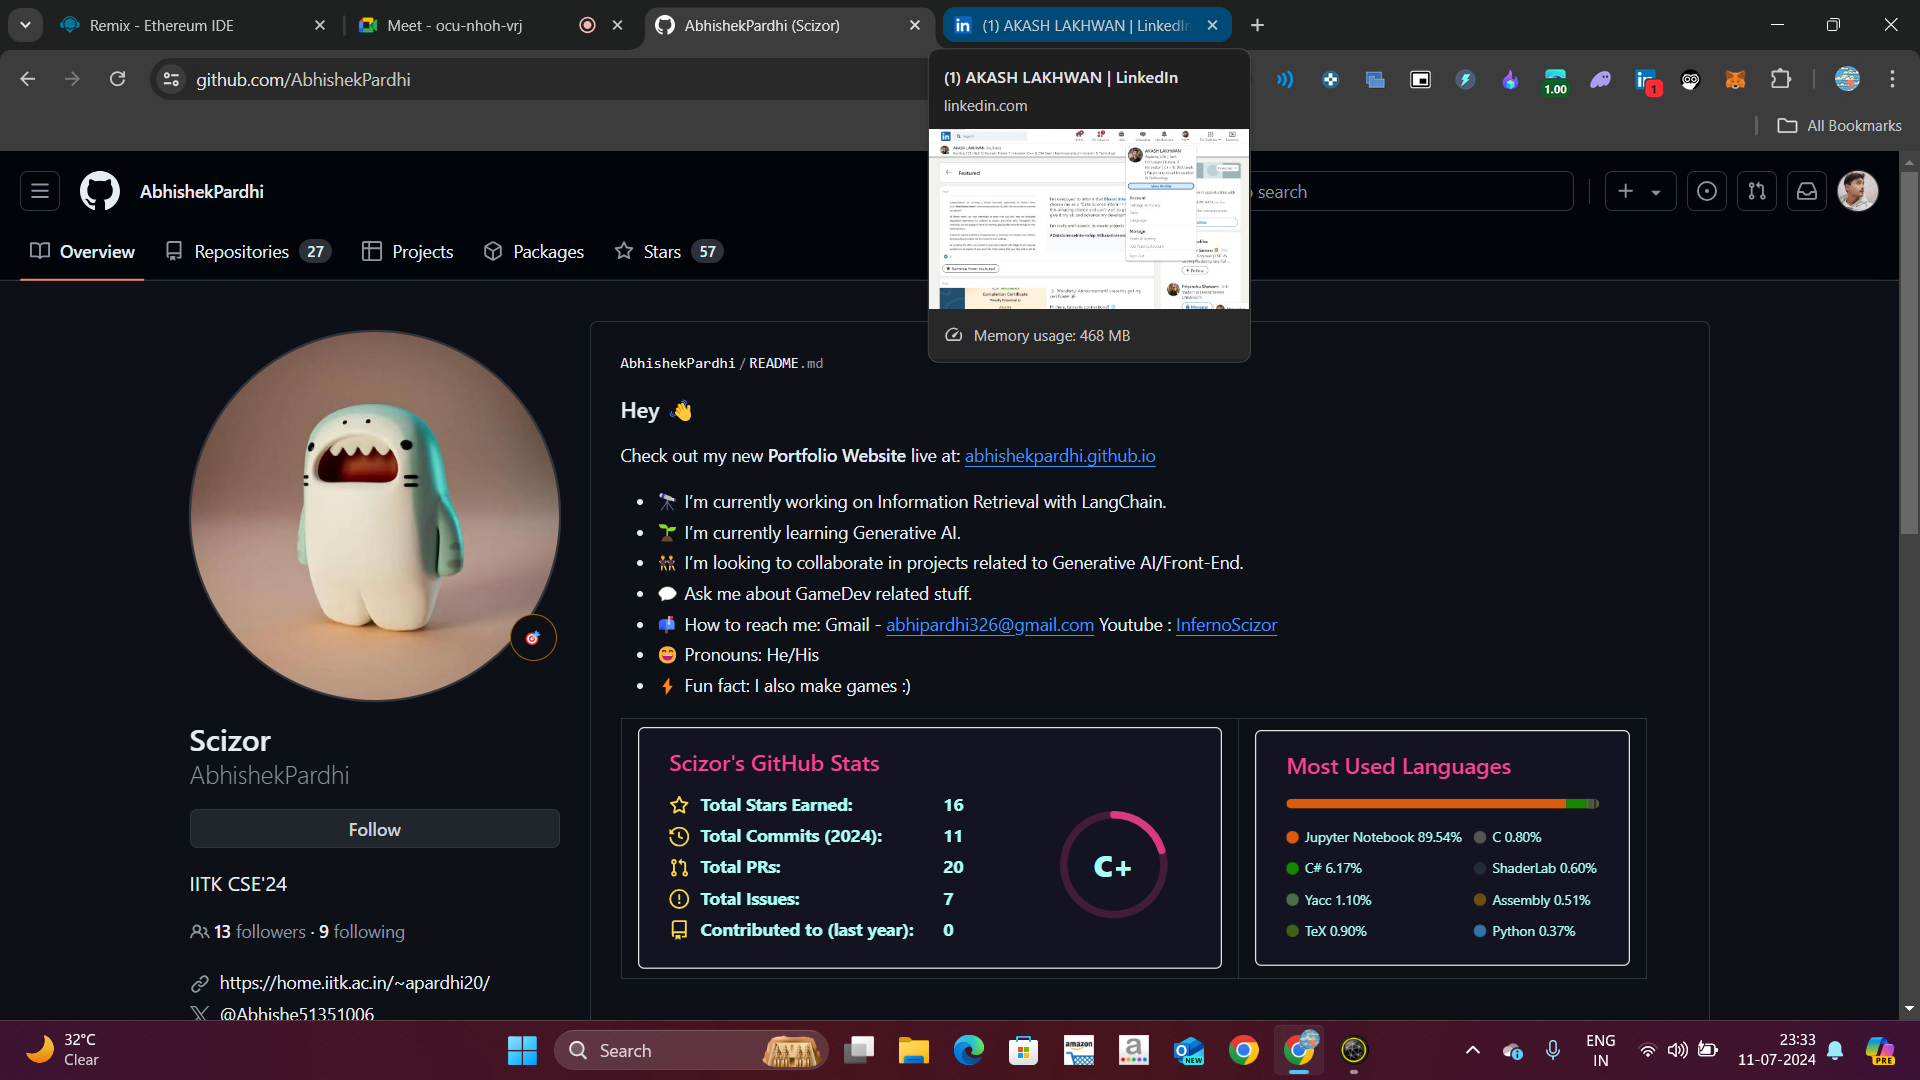 Remix - Ethereum IDE
Meet - ocu-nhoh-vrj
AbhishekPardhi (Scizor)
(1) AKASH LAKHWAN | LinkedIn
github.com/AbhishekPardhi
1.00
1
All Bookmarks
(1) AKASH LAKHWAN | LinkedIn
linkedin.com
Featured
Account
Manage
Memory usage: 468 MB
AbhishekPardhi
search
Overview
Repositories 27
Projects
Packages
Stars 57
AbhishekPardhi/README.md
Hey 👋
Check out my new Portfolio Website live at: abhishekpardhi.github.io
• 🔭 I’m currently working on Information Retrieval with LangChain.
• 🌱 I’m currently learning Generative AI.
• 👯 I’m looking to collaborate in projects related to Generative AI/Front-End.
• 💬 Ask me about GameDev related stuff.
• 📫 How to reach me: Gmail - abhipardhi326@gmail.com Youtube : InfernoScizor
• 😄 Pronouns: He/His
• ⚡ Fun fact: I also make games :)
Scizor
AbhishekPardhi
Follow
IITK CSE'24
13 followers · 9 following
https://home.iitk.ac.in/~apardhi20/
@Abhishe51351006
Scizor's GitHub Stats
Total Stars Earned: 16
Total Commits (2024): 11
Total PRs: 20
Total Issues: 7
Contributed to (last year): 0
C+
Most Used Languages
Jupyter Notebook 89.54%
C# 6.17%
Yacc 1.10%
TeX 0.90%
C 0.80%
ShaderLab 0.60%
Assembly 0.51%
Python 0.37%
32°C
Clear
Search
amazon
a
NEW
ENG
IN
23:33
11-07-2024
PRE